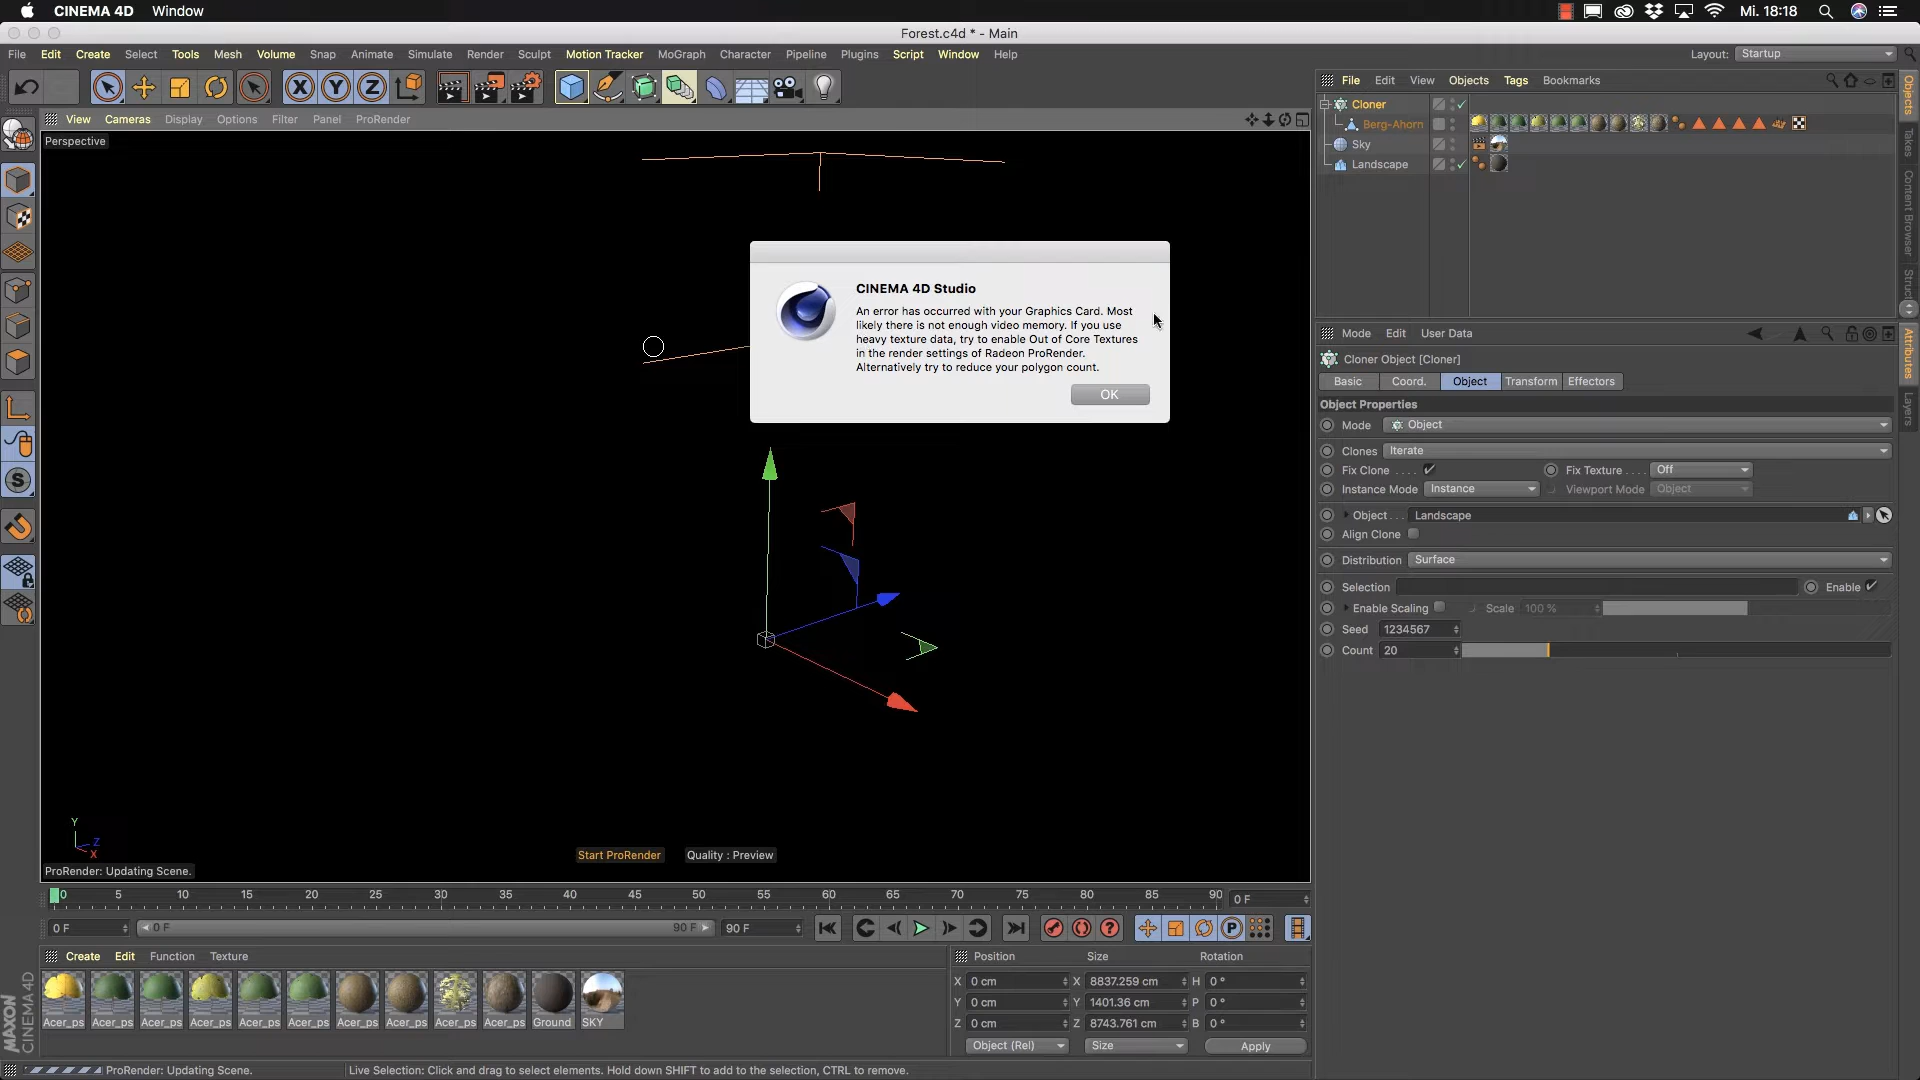 CINEMA 4D Window
Mi. 18:18
Forest.c4d * - Main
File Edit Create Select Tools Mesh Volume Snap Animate Simulate Render Sculpt Motion Tracker MoGraph Character Pipeline Plugins Script Window Help
Layout: Startup
File Edit View Objects Tags Bookmarks
View Cameras Display Options Filter Panel ProRender
Perspective
Cloner
Berg-Ahorn
Sky
Landscape
Objects
Takes
Content Browser
Struct
CINEMA 4D Studio
An error has occurred with your Graphics Card. Most
likely there is not enough video memory. If you use
heavy texture data, try to enable Out of Core Textures
in the render settings of Radeon ProRender.
Alternatively try to reduce your polygon count.
OK
Mode Edit User Data
Cloner Object [Cloner]
Basic Coord. Object Transform Effectors
Object Properties
Mode Object
Clones Iterate
Fix Clone . . . . Fix Texture . . . . Off
Instance Mode Instance Viewport Mode Object
Object . . . Landscape
Align Clone
Distribution Surface
Selection Enable
Enable Scaling Scale 100 %
Seed 1234567
Count 20
Attributes
Layers
Y
Z
X
Start ProRender Quality : Preview
ProRender: Updating Scene.
0 5 10 15 20 25 30 35 40 45 50 55 60 65 70 75 80 85 90 0 F
0 F 0 F 90 F 90 F
Create Edit Function Texture
Acer_ps Acer_ps Acer_ps Acer_ps Acer_ps Acer_ps Acer_ps Acer_ps Acer_ps Acer_ps Ground SKY
Position Size Rotation
X 0 cm X 8837.259 cm H 0 °
Y 0 cm Y 1401.36 cm P 0 °
Z 0 cm Z 8743.761 cm B 0 °
Object (Rel) Size Apply
MAXON
CINEMA 4D
ProRender: Updating Scene. Live Selection: Click and drag to select elements. Hold down SHIFT to add to the selection, CTRL to remove.